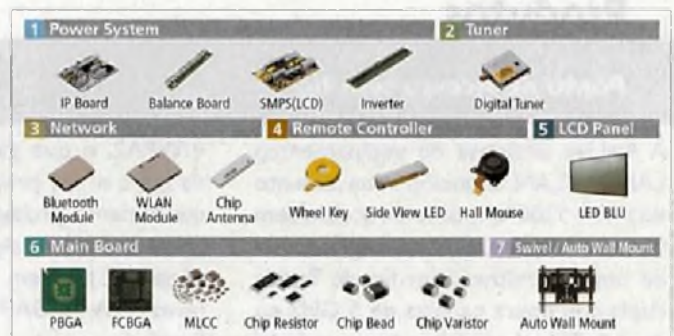 1 Power System
2 Tuner
IP Board
Balance Board
SMPS(LCD)
Inverter
Digital Tuner
3 Network
4 Remote Controller
5 LCD Panel
Bluetooth
Module
WLAN
Module
Chip
Antenna
Wheel Key
Side View LED
Hall Mouse
LED BLU
6 Main Board
7 Swivel / Auto Wall Mount
PBGA
FCBGA
MLCC
Chip Resistor
Chip Bead
Chip Varistor
Auto Wall Mount